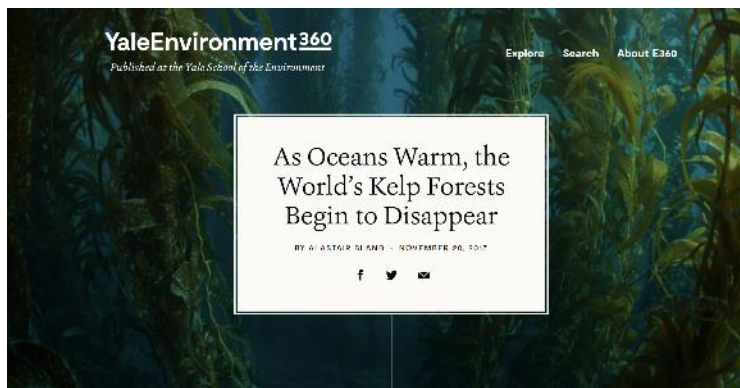 YaleEnvironment360
Published at the Yale School of the Environment
Explore Search About E360
As Oceans Warm, the
World's Kelp Forests
Begin to Disappear
BY ALASTAIR BLAND · NOVEMBER 20, 2017